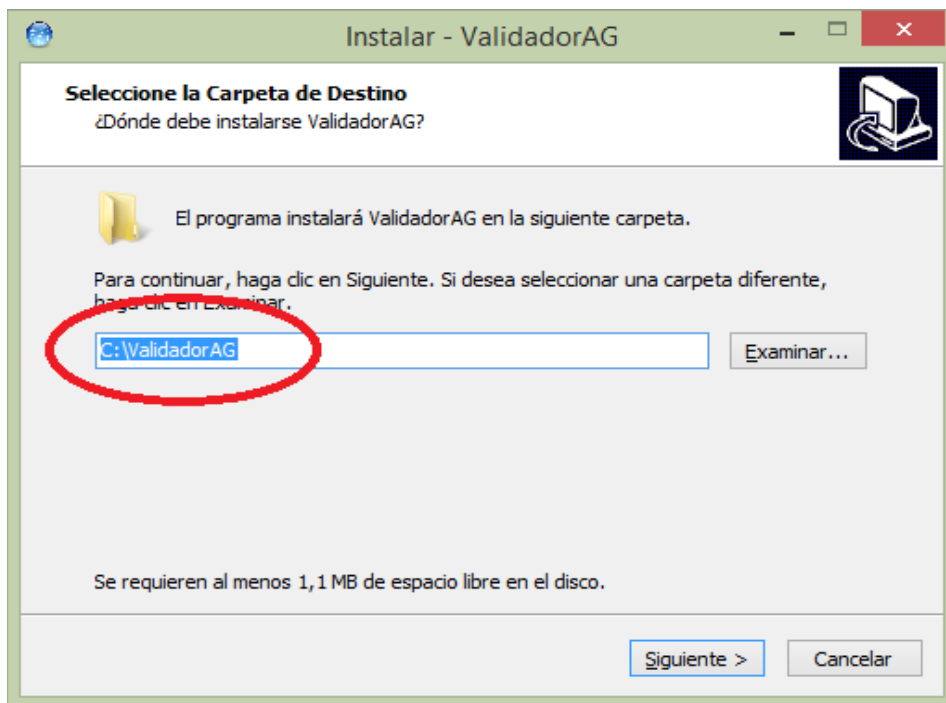 Instalar - ValidadorAG
Seleccione la Carpeta de Destino
¿Dónde debe instalarse ValidadorAG?
El programa instalará ValidadorAG en la siguiente carpeta.
Para continuar, haga clic en Siguiente. Si desea seleccionar una carpeta diferente,
haga clic en Examinar.
C:\ValidadorAG
Examinar...
Se requieren al menos 1,1 MB de espacio libre en el disco.
Siguiente >
Cancelar